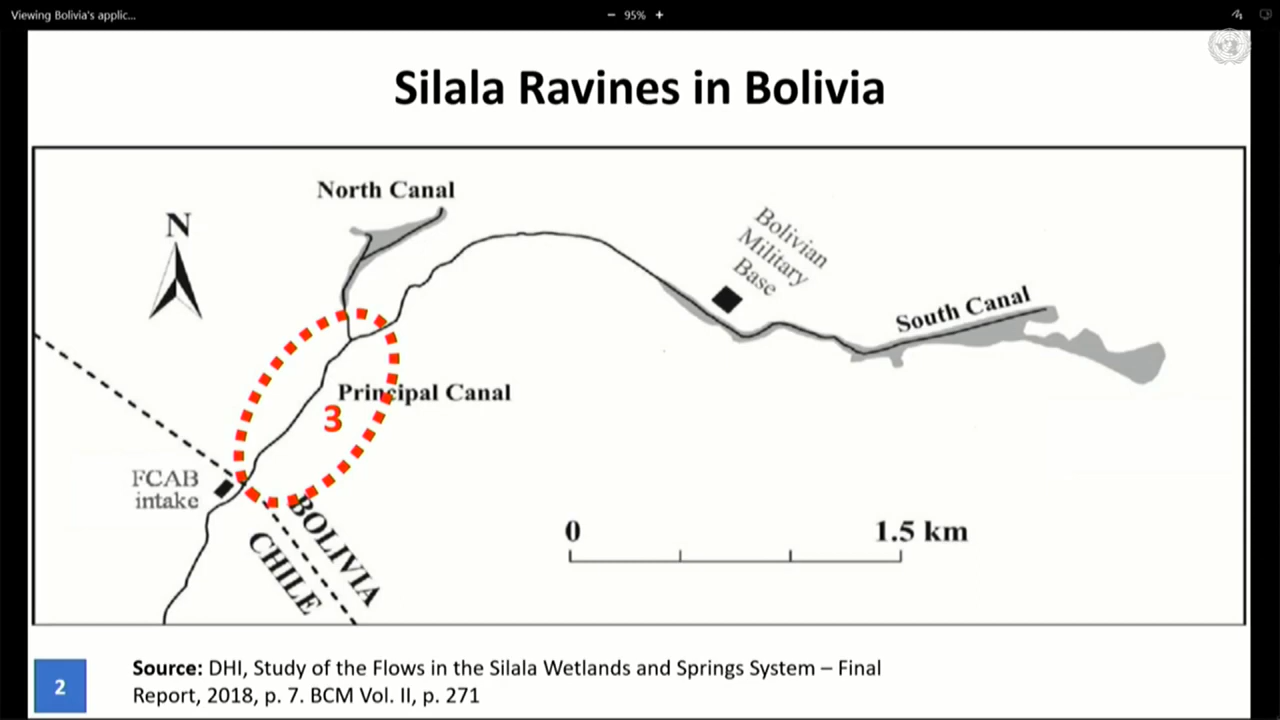 Viewing Bolivia's applic...
− 95% +
Silala Ravines in Bolivia
North Canal
N
Bolivian
Military
Base
South Canal
Principal Canal
3
FCAB
intake
BOLIVIA
CHILE
0 1.5 km
2
Source: DHI, Study of the Flows in the Silala Wetlands and Springs System – Final
Report, 2018, p. 7. BCM Vol. II, p. 271